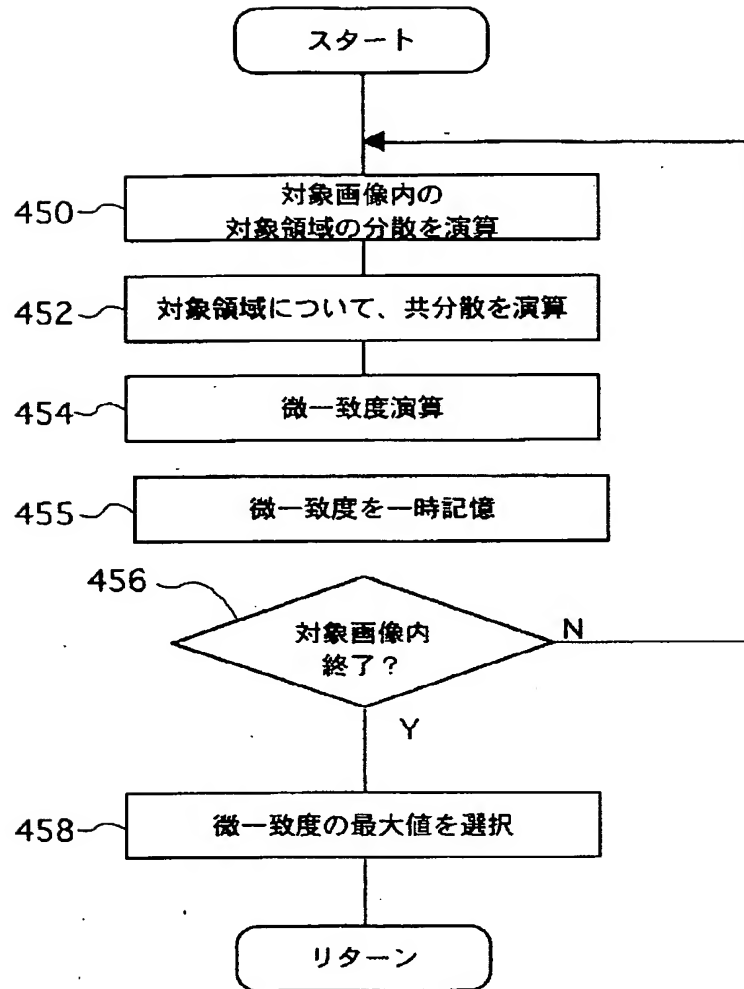 スタート
450
対象画像内の
対象領域の分散を演算
452
対象領域について、共分散を演算
454
微一致度演算
455
微一致度を一時記憶
456
対象画像内
終了？
N
Y
458
微一致度の最大値を選択
リターン